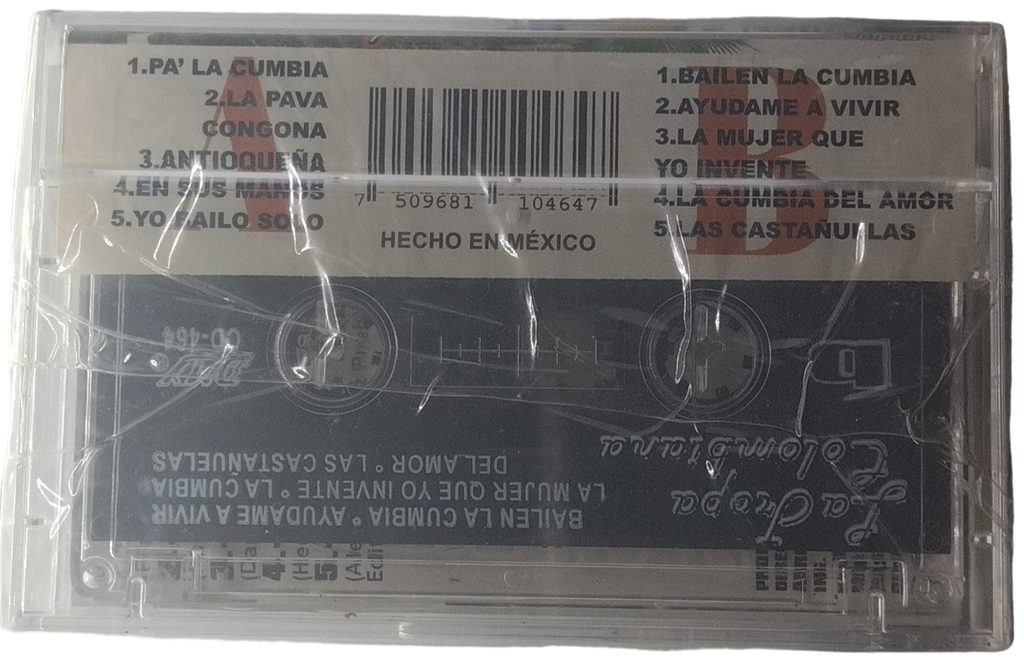 1.PA' LA CUMBIA
2.LA PAVA
CONGONA
3.ANTIOQUEÑA
4.EN SUS MANOS
5.YO BAILO SOLO
7 509681 104647
HECHO EN MÉXICO
1.BAILEN LA CUMBIA
2.AYUDAME A VIVIR
3.LA MUJER QUE
YO INVENTE
4.LA CUMBIA DEL AMOR
5.LAS CASTAÑUELAS
A
B
La Tropa
Colombiana
BAILEN LA CUMBIA * AYUDAME A VIVIR
LA MUJER QUE YO INVENTE * LA CUMBIA
DEL AMOR * LAS CASTAÑUELAS
CD-464